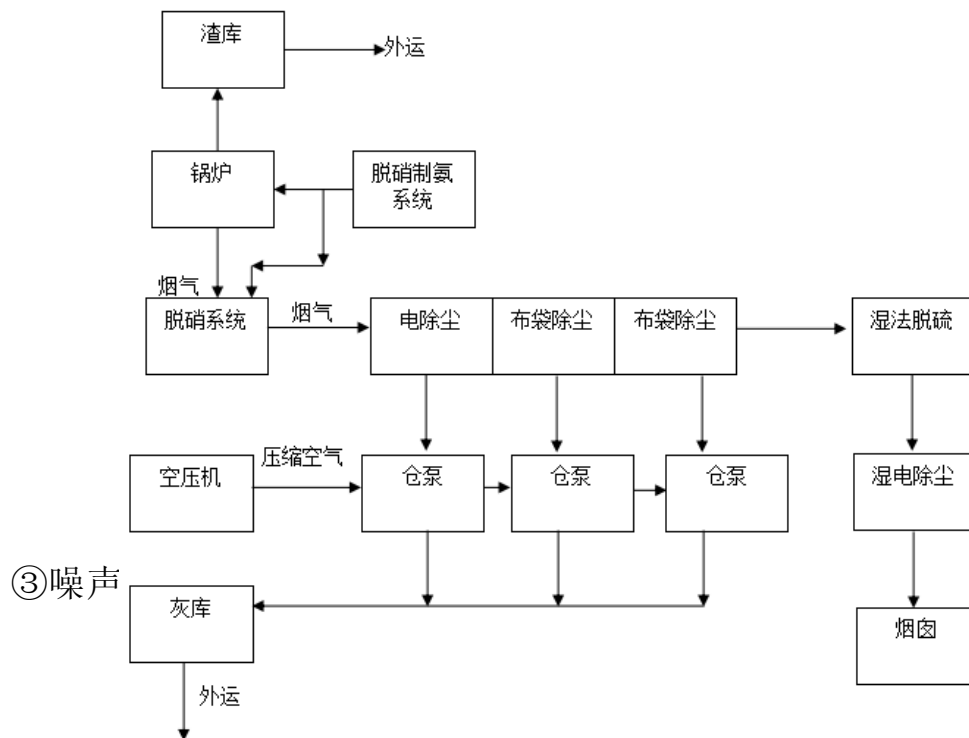 渣库
外运
锅炉
脱硝制氨
系统
烟气
脱硝系统
烟气
电除尘
布袋除尘
布袋除尘
湿法脱硫
空压机
压缩空气
仓泵
仓泵
仓泵
湿电除尘
③噪声
灰库
烟囱
外运